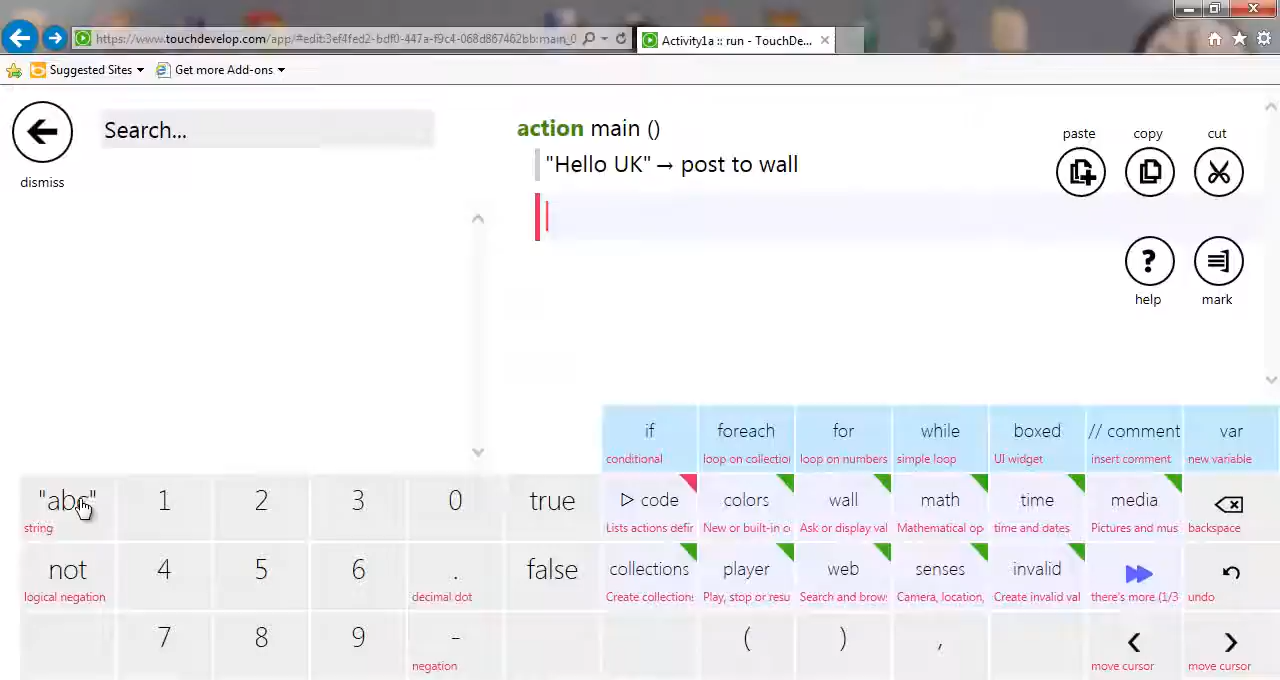 https://www.touchdevelop.com/app/#edit:3ef4fed2-bdf0-447a-f9c4-068d867462bb:main_0
Activity1a :: run - TouchDe...
Suggested Sites
Get more Add-ons
dismiss
Search...
action main ()
"Hello UK" → post to wall
paste copy cut
help mark
if foreach for while boxed // comment var
conditional loop on collection loop on numbers simple loop UI widget insert comment new variable
"abc" 1 2 3 0 true ▷ code colors wall math time media
string Lists actions defir New or built-in co Ask or display val Mathematical op time and dates Pictures and mus backspace
not 4 5 6 . false collections player web senses invalid
logical negation decimal dot Create collections Play, stop or resu Search and brow Camera, location, Create invalid val there's more (1/3 undo
7 8 9 - ( ) , < >
negation move cursor move cursor